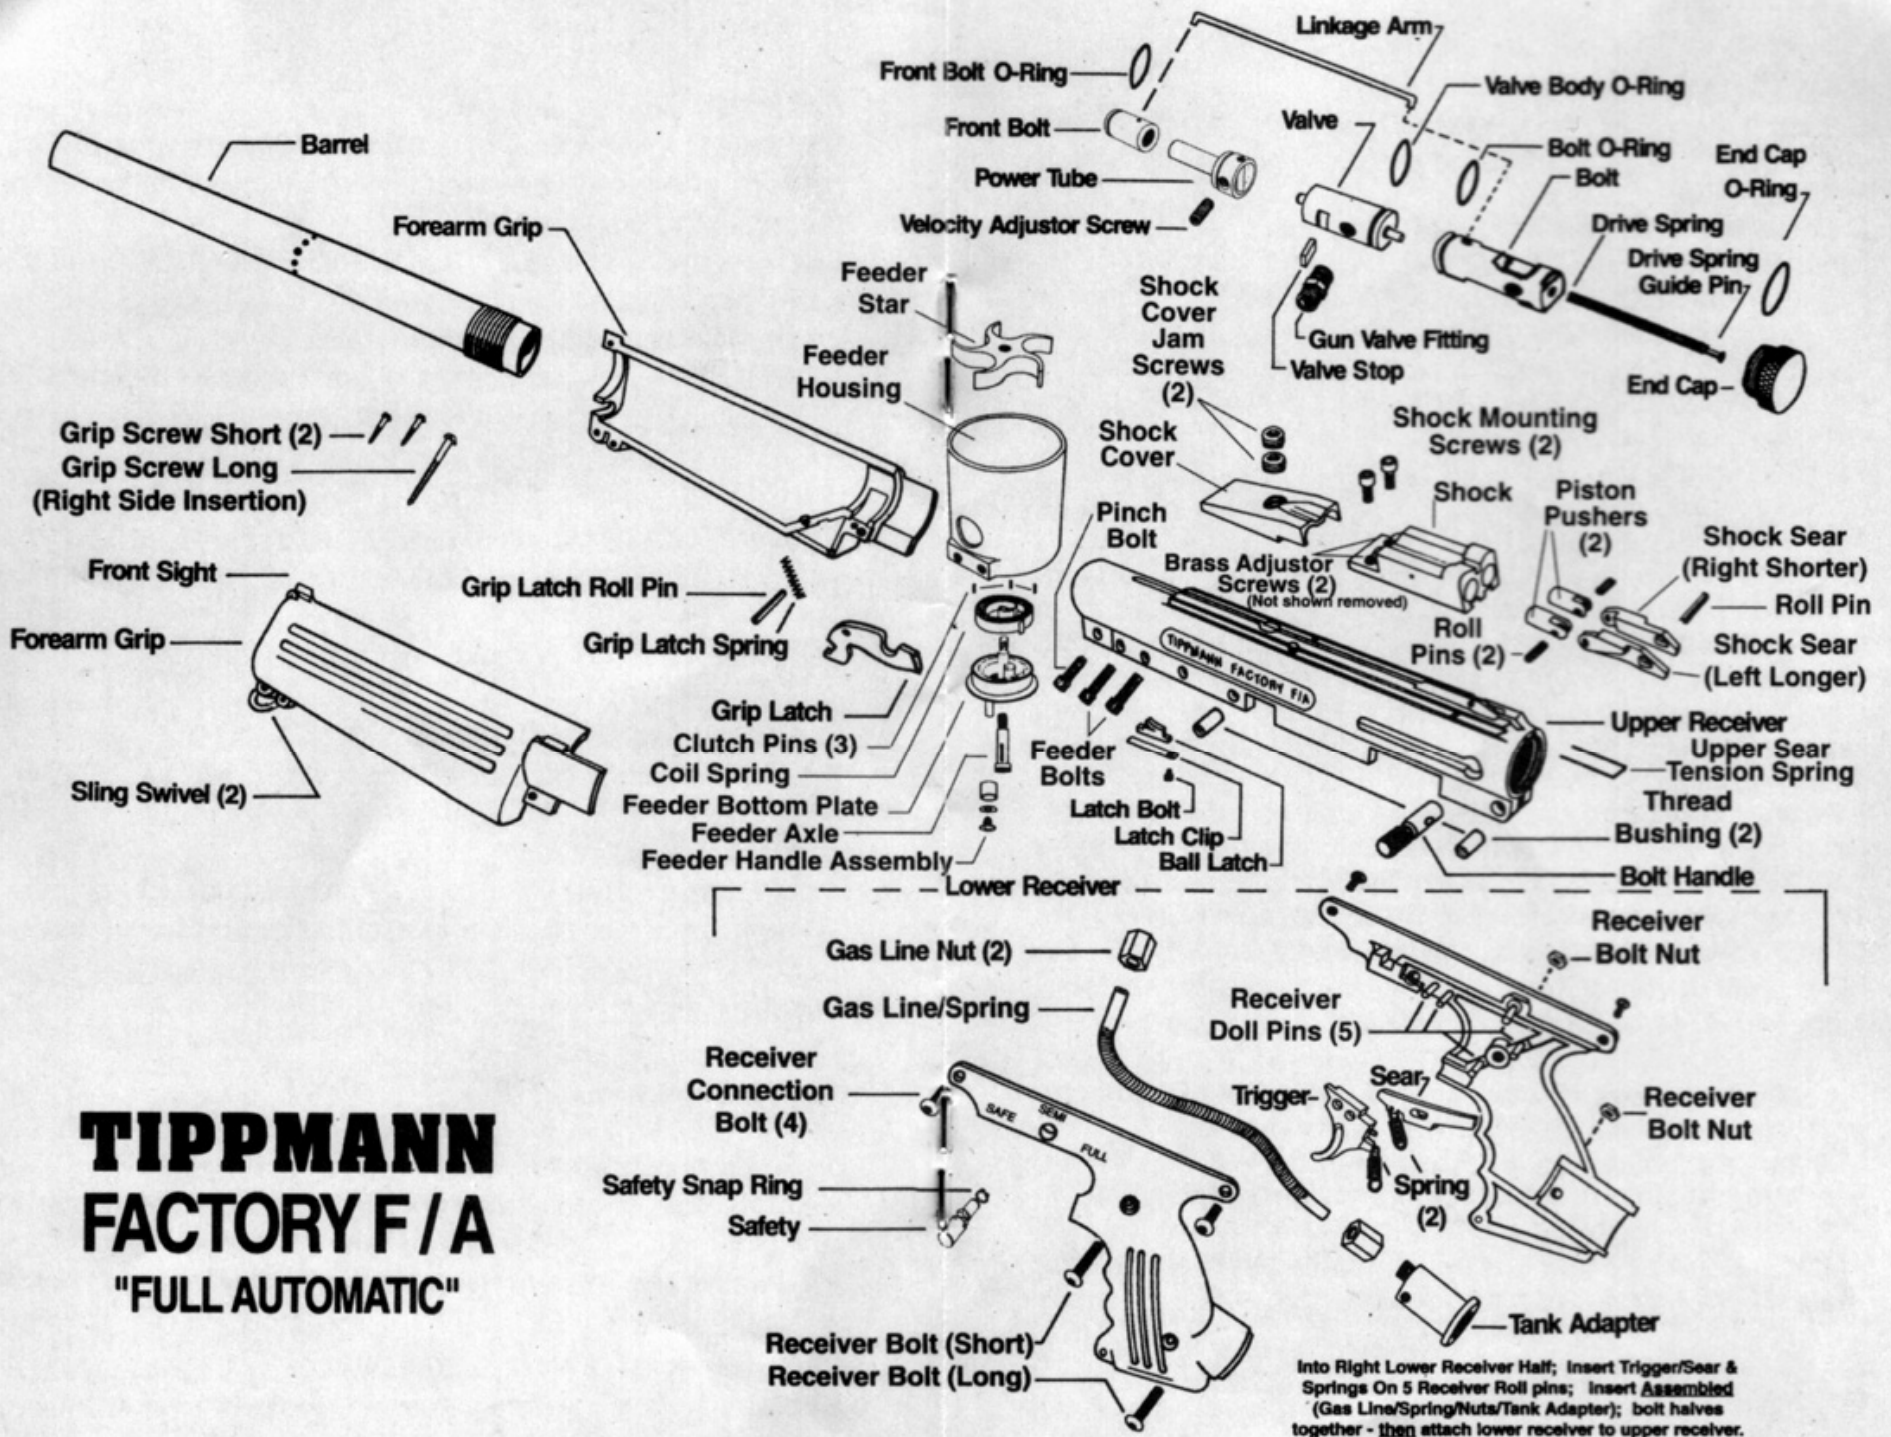 Linkage Arm
Front Bolt O-Ring
Valve Body O-Ring
Front Bolt
Valve
Barrel
Bolt O-Ring
End Cap
O-Ring
Power Tube
Bolt
Velocity Adjustor Screw
Drive Spring
Forearm Grip
Drive Spring
Guide Pin
Feeder
Star
Shock
Cover
Jam
Screws
(2)
Gun Valve Fitting
Valve Stop
Feeder
Housing
End Cap
Grip Screw Short (2)
Grip Screw Long
(Right Side Insertion)
Shock
Cover
Shock Mounting
Screws (2)
Shock
Piston
Pushers
(2)
Pinch
Bolt
Shock Sear
(Right Shorter)
Brass Adjustor
Screws (2)
(Not shown removed)
Front Sight
Grip Latch Roll Pin
Roll Pin
Forearm Grip
Grip Latch Spring
Roll
Pins (2)
Shock Sear
(Left Longer)
TIPPMANN FACTORY F/A
Grip Latch
Upper Receiver
Clutch Pins (3)
Feeder
Bolts
Upper Sear
Tension Spring
Coil Spring
Sling Swivel (2)
Feeder Bottom Plate
Latch Bolt
Thread
Bushing (2)
Feeder Axle
Latch Clip
Feeder Handle Assembly
Ball Latch
Bolt Handle
Lower Receiver
Gas Line Nut (2)
Receiver
Bolt Nut
Gas Line/Spring
Receiver
Doll Pins (5)
Receiver
Connection
Bolt (4)
SAFE
SEMI
FULL
Trigger
Sear
Receiver
Bolt Nut
Safety Snap Ring
Spring
(2)
Safety
TIPPMANN
FACTORY F/A
"FULL AUTOMATIC"
Receiver Bolt (Short)
Receiver Bolt (Long)
Tank Adapter
Into Right Lower Receiver Half; Insert Trigger/Sear &
Springs On 5 Receiver Roll pins; Insert Assembled
(Gas Line/Spring/Nuts/Tank Adapter); bolt halves
together - then attach lower receiver to upper receiver.